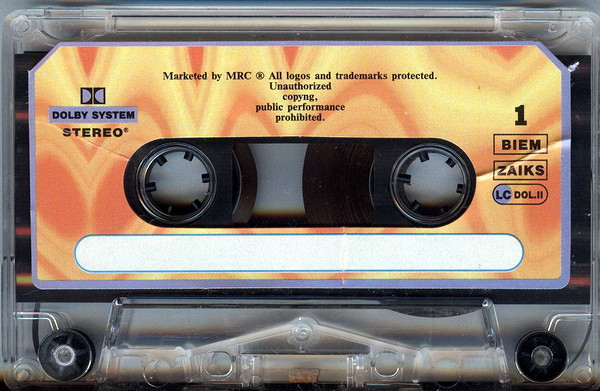 Marketed by MRC ® All logos and trademarks protected.
Unauthorized
copyng,
public performance
prohibited.
DOLBY SYSTEM
STEREO®
1
BIEM
ZAIKS
LC DOL.II